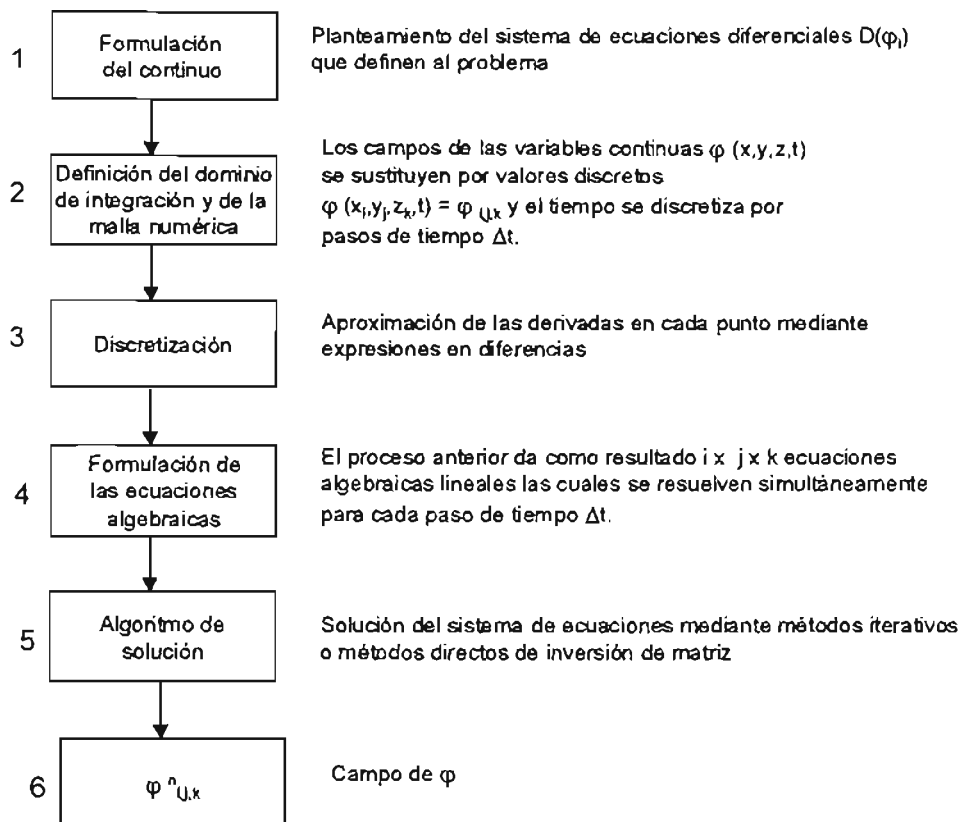 1
Formulación
del continuo
Planteamiento del sistema de ecuaciones diferenciales D(φᵢ)
que definen al problema
2
Definición del dominio
de integración y de la
malla numérica
Los campos de las variables continuas φ (x,y,z,t)
se sustituyen por valores discretos
φ (xᵢ,yⱼ,zₖ,t) = φ i,j,k y el tiempo se discretiza por
pasos de tiempo Δt.
3
Discretización
Aproximación de las derivadas en cada punto mediante
expresiones en diferencias
4
Formulación de
las ecuaciones
algebraicas
El proceso anterior da como resultado i x j x k ecuaciones
algebraicas lineales las cuales se resuelven simultáneamente
para cada paso de tiempo Δt.
5
Algoritmo de
solución
Solución del sistema de ecuaciones mediante métodos iterativos
o métodos directos de inversión de matriz
6
φ ⁿ i,j,k
Campo de φ